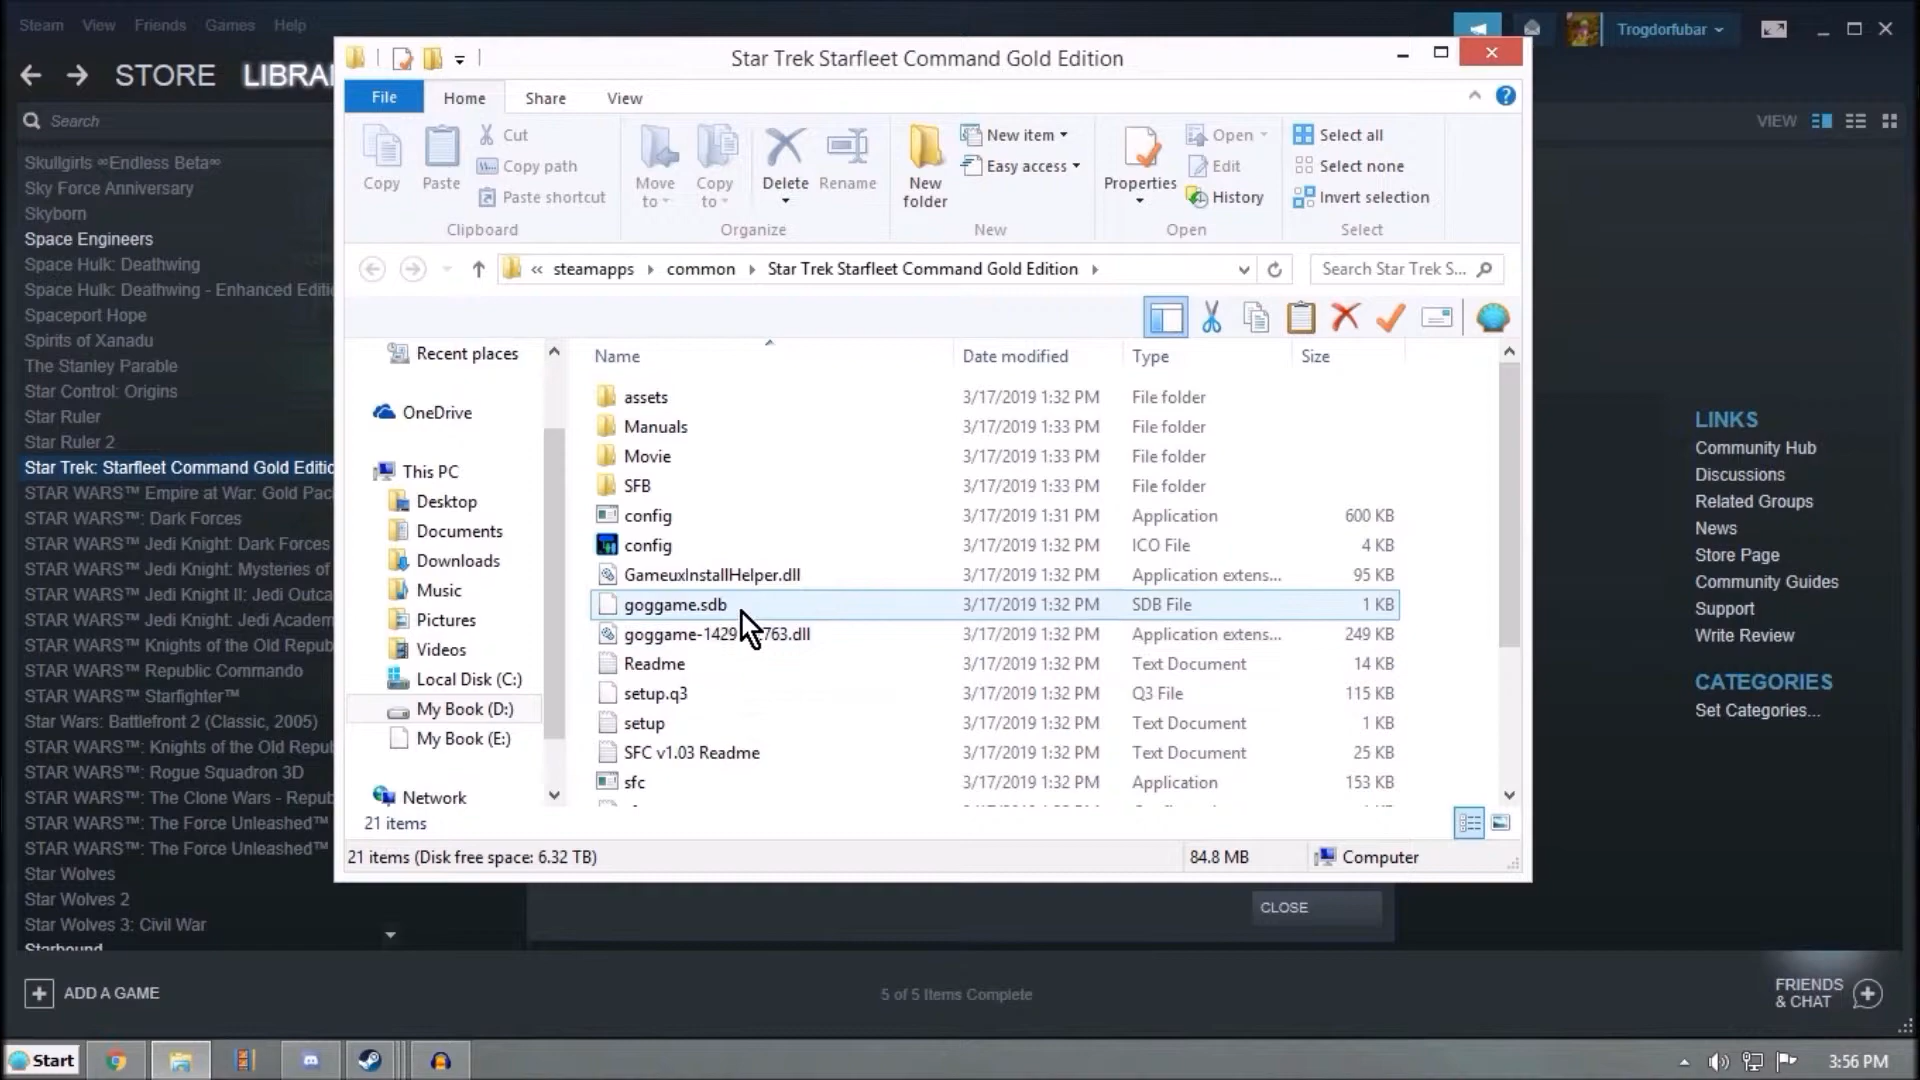 Steam View Friends Games Help
Trogdorfubar
STORE LIBRA
Search
VIEW
Skullgirls ∞Endless Beta∞
Sky Force Anniversary
Skyborn
Space Engineers
Space Hulk: Deathwing
Space Hulk: Deathwing - Enhanced Editi
Spaceport Hope
Spirits of Xanadu
The Stanley Parable
Star Control: Origins
Star Ruler
Star Ruler 2
Star Trek: Starfleet Command Gold Editio
STAR WARS™ Empire at War: Gold Pac
STAR WARS™: Dark Forces
STAR WARS™ Jedi Knight: Dark Forces
STAR WARS™ Jedi Knight: Mysteries of
STAR WARS™ Jedi Knight II: Jedi Outca
STAR WARS™ Jedi Knight: Jedi Academ
STAR WARS™ Knights of the Old Repub
STAR WARS™ Republic Commando
STAR WARS™ Starfighter™
Star Wars: Battlefront 2 (Classic, 2005)
STAR WARS™: Knights of the Old Repu
STAR WARS™: Rogue Squadron 3D
STAR WARS™: The Clone Wars - Repub
STAR WARS™: The Force Unleashed™
STAR WARS™: The Force Unleashed™
Star Wolves
Star Wolves 2
Star Wolves 3: Civil War
Starbound
Star Trek Starfleet Command Gold Edition
File Home Share View
Copy
Paste
Cut
Copy path
Paste shortcut
Clipboard
Move to
Copy to
Delete
Rename
Organize
New folder
New item
Easy access
New
Properties
Open
Edit
History
Open
Select all
Select none
Invert selection
Select
« steamapps common Star Trek Starfleet Command Gold Edition
Search Star Trek S...
Recent places
OneDrive
This PC
Desktop
Documents
Downloads
Music
Pictures
Videos
Local Disk (C:)
My Book (D:)
My Book (E:)
Network
Name Date modified Type Size
assets 3/17/2019 1:32 PM File folder
Manuals 3/17/2019 1:33 PM File folder
Movie 3/17/2019 1:33 PM File folder
SFB 3/17/2019 1:33 PM File folder
config 3/17/2019 1:31 PM Application 600 KB
config 3/17/2019 1:32 PM ICO File 4 KB
GameuxInstallHelper.dll 3/17/2019 1:32 PM Application extens... 95 KB
goggame.sdb 3/17/2019 1:32 PM SDB File 1 KB
goggame-1429 763.dll 3/17/2019 1:32 PM Application extens... 249 KB
Readme 3/17/2019 1:32 PM Text Document 14 KB
setup.q3 3/17/2019 1:32 PM Q3 File 115 KB
setup 3/17/2019 1:32 PM Text Document 1 KB
SFC v1.03 Readme 3/17/2019 1:32 PM Text Document 25 KB
sfc 3/17/2019 1:32 PM Application 153 KB
21 items
21 items (Disk free space: 6.32 TB) 84.8 MB Computer
CLOSE
LINKS
Community Hub
Discussions
Related Groups
News
Store Page
Community Guides
Support
Write Review
CATEGORIES
Set Categories...
ADD A GAME
5 of 5 Items Complete
FRIENDS
& CHAT
Start
3:56 PM